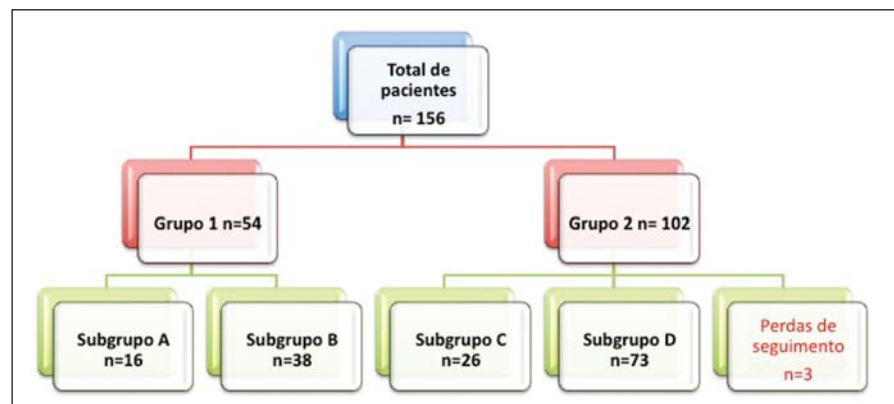 Total de
pacientes
n= 156
Grupo 1 n=54
Grupo 2 n= 102
Subgrupo A
n=16
Subgrupo B
n=38
Subgrupo C
n=26
Subgrupo D
n=73
Perdas de
seguimento
n=3